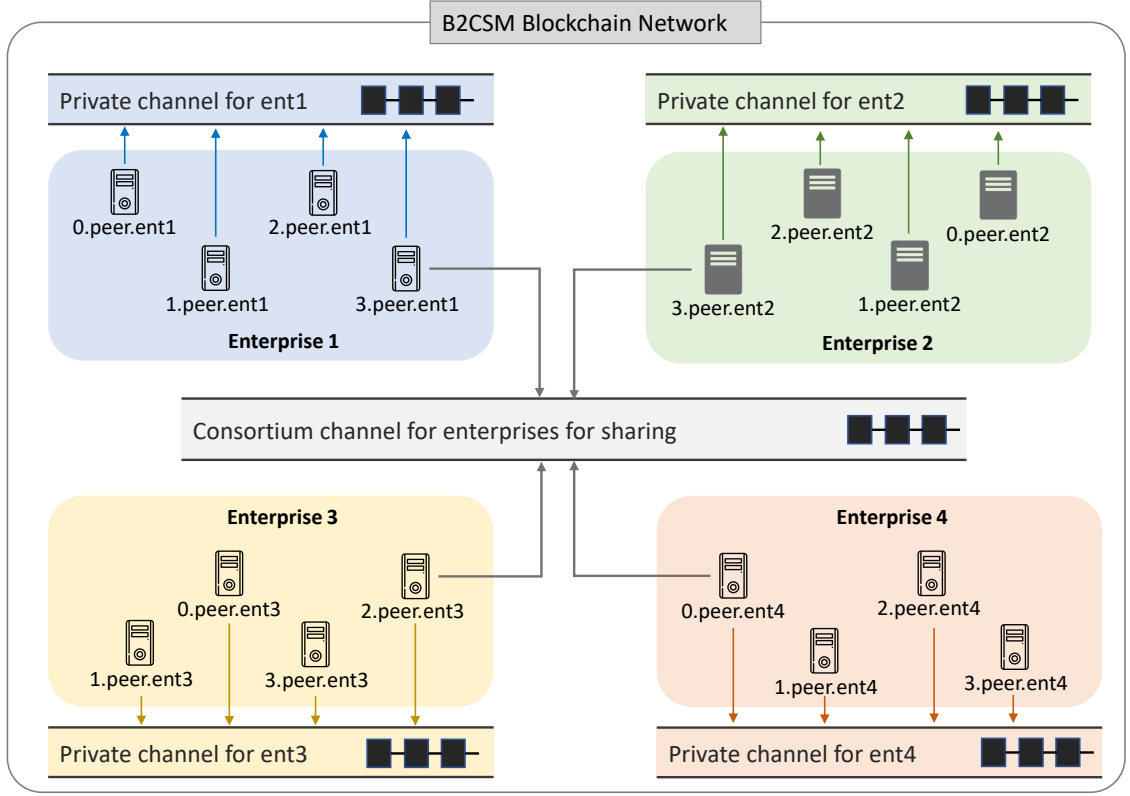 B2CSM Blockchain Network
Private channel for ent1
Private channel for ent2
0.peer.ent1
2.peer.ent1
1.peer.ent1
3.peer.ent1
Enterprise 1
2.peer.ent2
0.peer.ent2
3.peer.ent2
1.peer.ent2
Enterprise 2
Consortium channel for enterprises for sharing
Enterprise 3
0.peer.ent3
2.peer.ent3
1.peer.ent3
3.peer.ent3
Private channel for ent3
Enterprise 4
0.peer.ent4
2.peer.ent4
1.peer.ent4
3.peer.ent4
Private channel for ent4